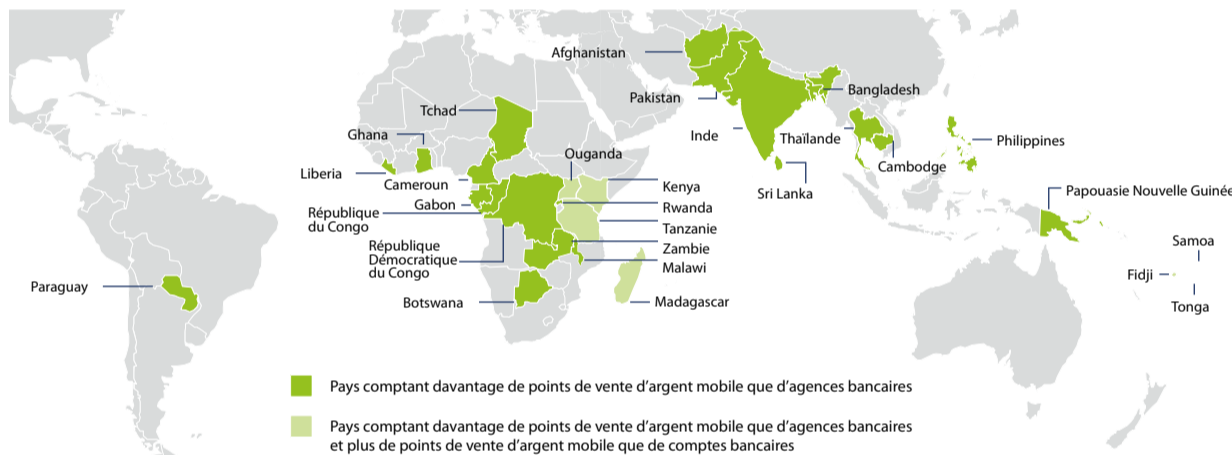 Afghanistan
Pakistan
Bangladesh
Tchad
Ghana
Inde
Thaïlande
Philippines
Ouganda
Cambodge
Liberia
Cameroun
Kenya
Sri Lanka
Gabon
Rwanda
Papouasie Nouvelle Guinée
République
du Congo
Tanzanie
République
Démocratique
du Congo
Zambie
Malawi
Samoa
Fidji
Paraguay
Botswana
Madagascar
Tonga
Pays comptant davantage de points de vente d'argent mobile que d'agences bancaires
Pays comptant davantage de points de vente d'argent mobile que d'agences bancaires
et plus de points de vente d'argent mobile que de comptes bancaires